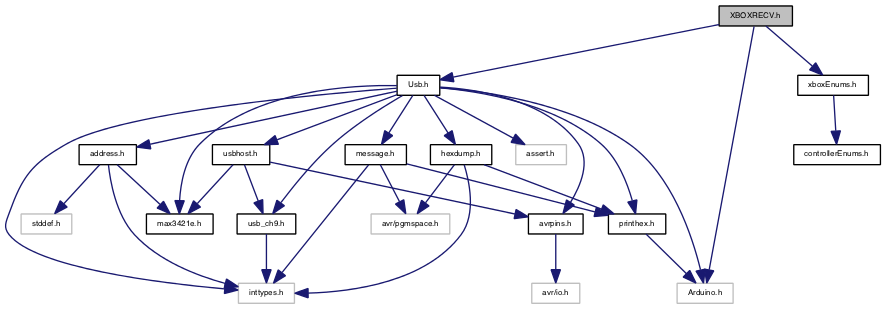 XBOXRECV.h
Usb.h
xboxEnums.h
address.h
usbhost.h
message.h
hexdump.h
assert.h
controllerEnums.h
stddef.h
max3421e.h
usb_ch9.h
avr/pgmspace.h
avrpins.h
printhex.h
inttypes.h
avr/io.h
Arduino.h